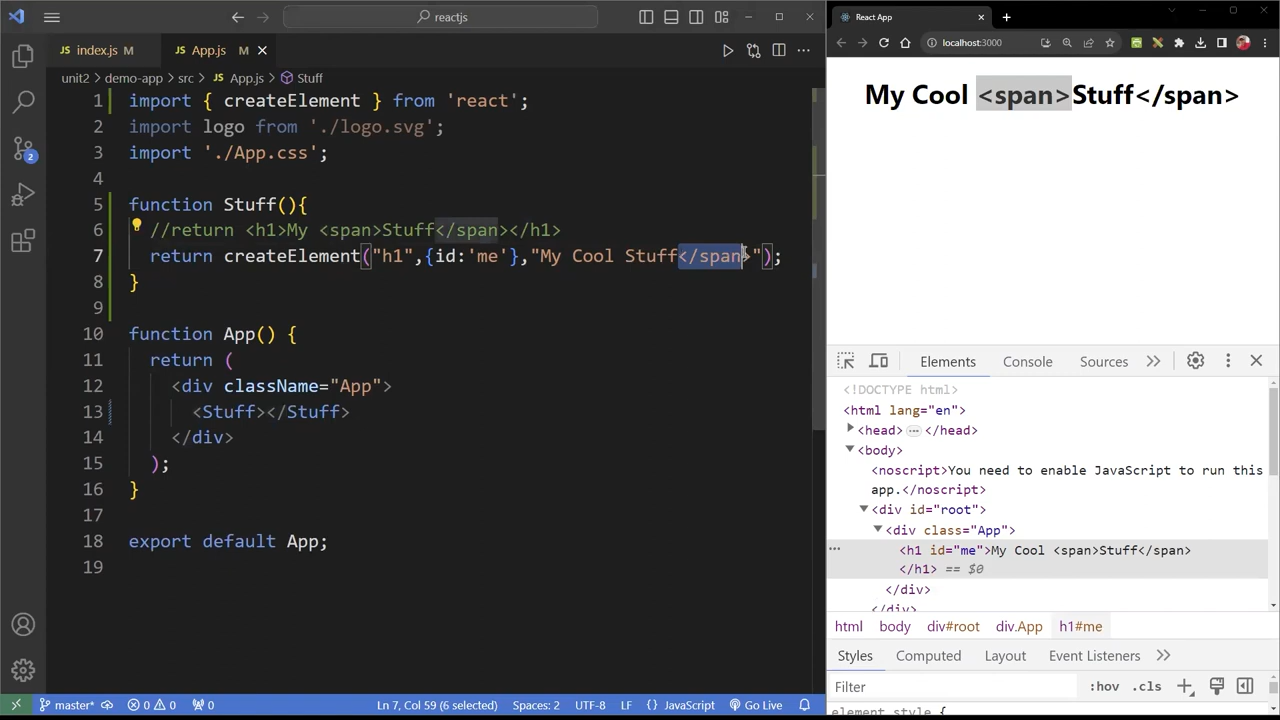 reactjs
index.js M
App.js M
unit2 > demo-app > src > App.js > Stuff
1 import { createElement } from 'react';
2 import logo from './logo.svg';
3 import './App.css';
4
5 function Stuff(){
6 //return <h1>My <span>Stuff</span></h1>
7 return createElement("h1",{id:'me'},"My Cool Stuff</span>");
8 }
9
10 function App() {
11 return (
12 <div className="App">
13 <Stuff></Stuff>
14 </div>
15 );
16 }
17
18 export default App;
19
2
master*
0 0
0
Ln 7, Col 59 (6 selected)
Spaces: 2
UTF-8
LF
{ } JavaScript
Go Live
React App
localhost:3000
My Cool <span>Stuff</span>
Elements
Console
Sources
<!DOCTYPE html>
<html lang="en">
<head> ... </head>
<body>
<noscript>You need to enable JavaScript to run this
app.</noscript>
<div id="root">
<div class="App">
<h1 id="me">My Cool <span>Stuff</span>
</h1> == $0
</div>
</div>
html body div#root div.App h1#me
Styles
Computed
Layout
Event Listeners
Filter
:hov .cls
element.style {